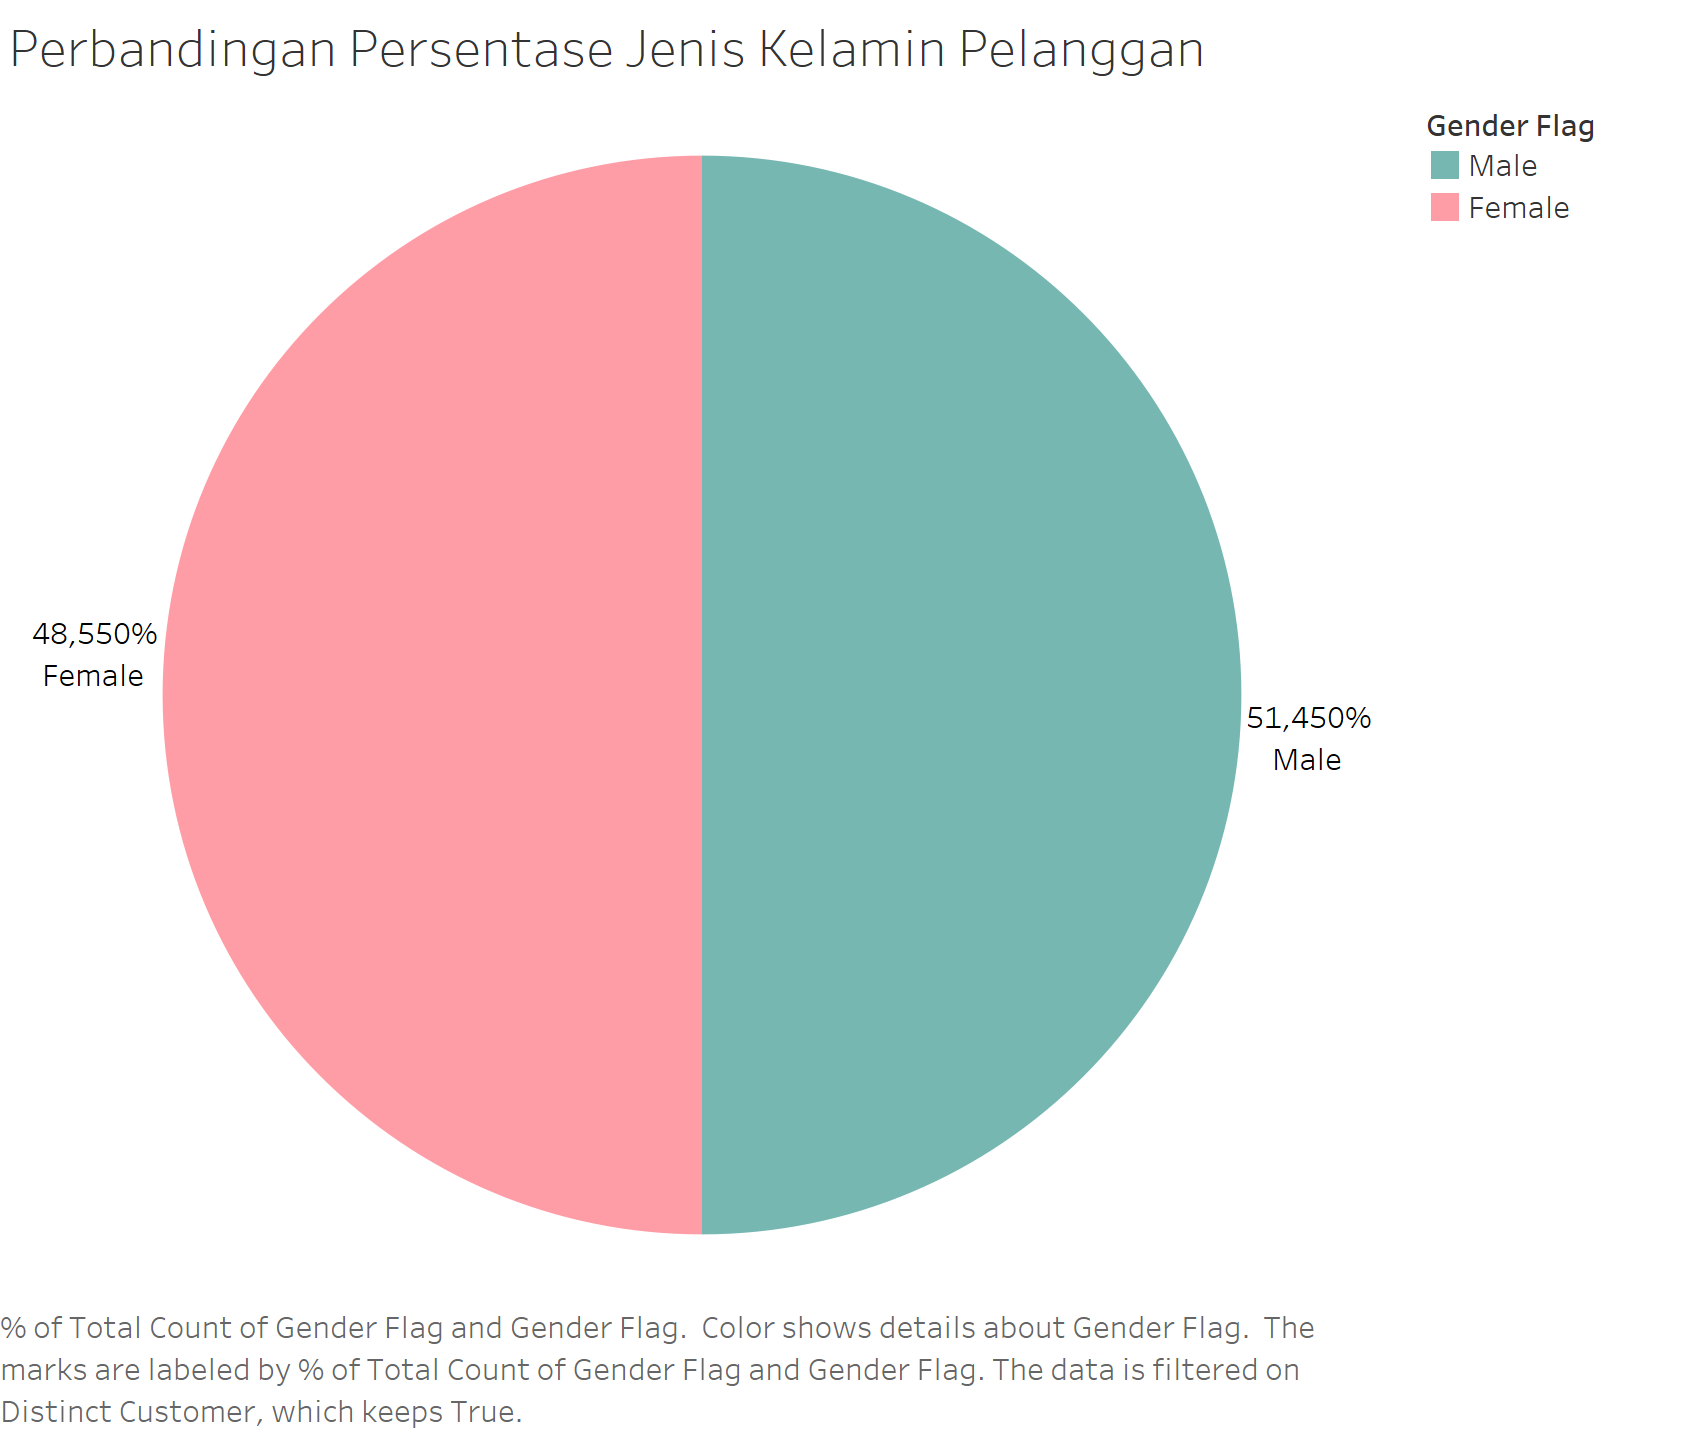 Perbandingan Persentase Jenis Kelamin Pelanggan
Gender Flag
Male
Female
48,550%
Female
51,450%
Male
% of Total Count of Gender Flag and Gender Flag.  Color shows details about Gender Flag.  The
marks are labeled by % of Total Count of Gender Flag and Gender Flag. The data is filtered on
Distinct Customer, which keeps True.